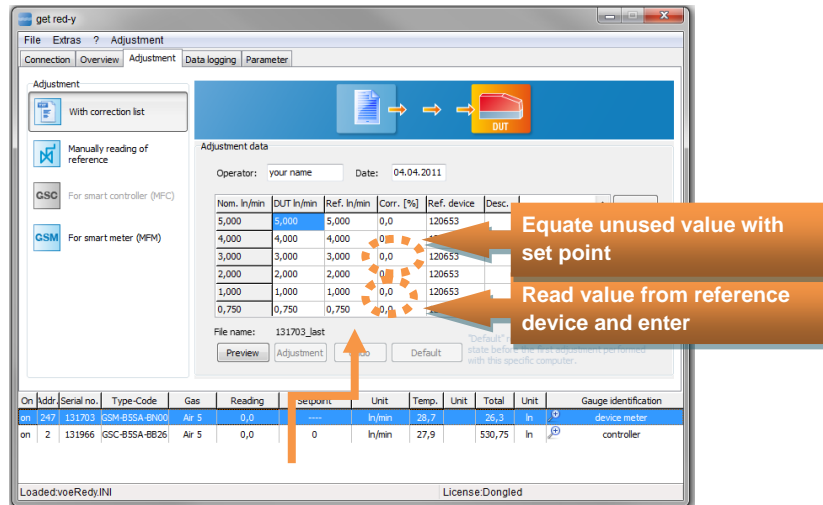 get red-y
File Extras ? Adjustment
Connection Overview Adjustment Data logging Parameter
Adjustment
With correction list
Manually reading of
reference
GSC For smart controller (MFC)
GSM For smart meter (MFM)
DUT
Adjustment data
Operator: your name Date: 04.04.2011
Nom. ln/min DUT ln/min Ref. ln/min Corr. [%] Ref. device Desc.
5,000 5,000 5,000 0,0 120653
4,000 4,000 4,000
3,000 3,000 3,000 0,0 120653
2,000 2,000 2,000 120653
1,000 1,000 1,000 0,0 120653
0,750 0,750 0,750 0,0
Equate unused value with
set point
Read value from reference
device and enter
File name: 131703_last
Preview Adjustment Default
state before the first adjustment performed
with this specific computer.
On Addr. Serial no. Type-Code Gas Reading Setpoint Unit Temp. Unit Total Unit Gauge identification
on 247 131703 GSM-B5SA-BN00 Air 5 0,0 ---- ln/min 28,7 26,3 ln device meter
on 2 131966 GSC-B5SA-BB26 Air 5 0,0 0 ln/min 27,9 530,75 ln controller
Loaded:voeRedy.INI License:Dongled